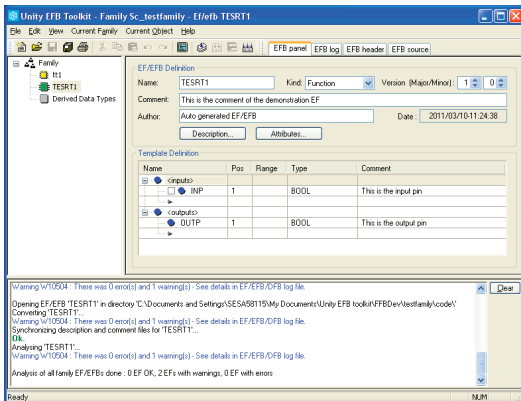 Unity EFB Toolkit - Family Sc_testfamily - Ef/efb TESRT1
File Edit View Current Family Current Object Help
EFB panel EFB log EFB header EFB source
Family
tt1
TESRT1
Derived Data Types
EF/EFB Definition
Name: TESRT1 Kind: Function Version (Major/Minor) : 1 0
Comment: This is the comment of the demonstration EF
Author: Auto generated EF/EFB Date : 2011/03/10-11:24:38
Description... Attributes...
Template Definition
Name Pos Range Type Comment
<inputs>
INP 1 BOOL This is the input pin
<outputs>
OUTP 1 BOOL This is the output pin
Warning W10504 : There was 0 error(s) and 1 warning(s) - See details in EF/EFB/DFB log file.
Clear
Opening EF/EFB 'TESRT1' in directory 'C:\Documents and Settings\SESA58115\My Documents\Unity EFB toolkit\FFBDev\testfamily\code\'
Converting 'TESRT1'...
Warning W10504 : There was 0 error(s) and 1 warning(s) - See details in EF/EFB/DFB log file.
Synchronizing description and comment files for 'TESRT1'...
Ok.
Analysing 'TESRT1'...
Warning W10504 : There was 0 error(s) and 1 warning(s) - See details in EF/EFB/DFB log file.
Analysis of all family EF/EFBs done : 0 EF OK, 2 EFs with warnings, 0 EF with errors
Ready NUM